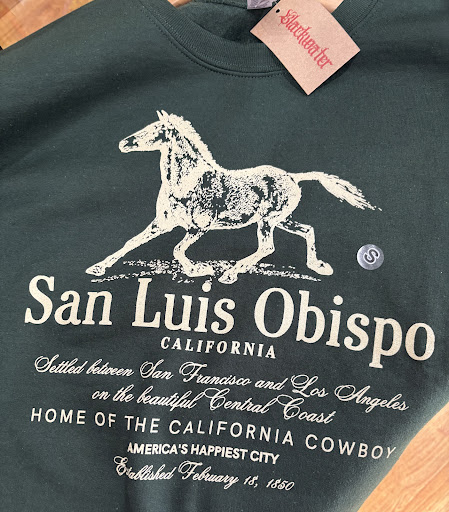 Blackwater
S
San Luis Obispo
CALIFORNIA
Settled between San Francisco and Los Angeles
on the beautiful Central Coast
HOME OF THE CALIFORNIA COWBOY
AMERICA'S HAPPIEST CITY
Established February 18, 1850